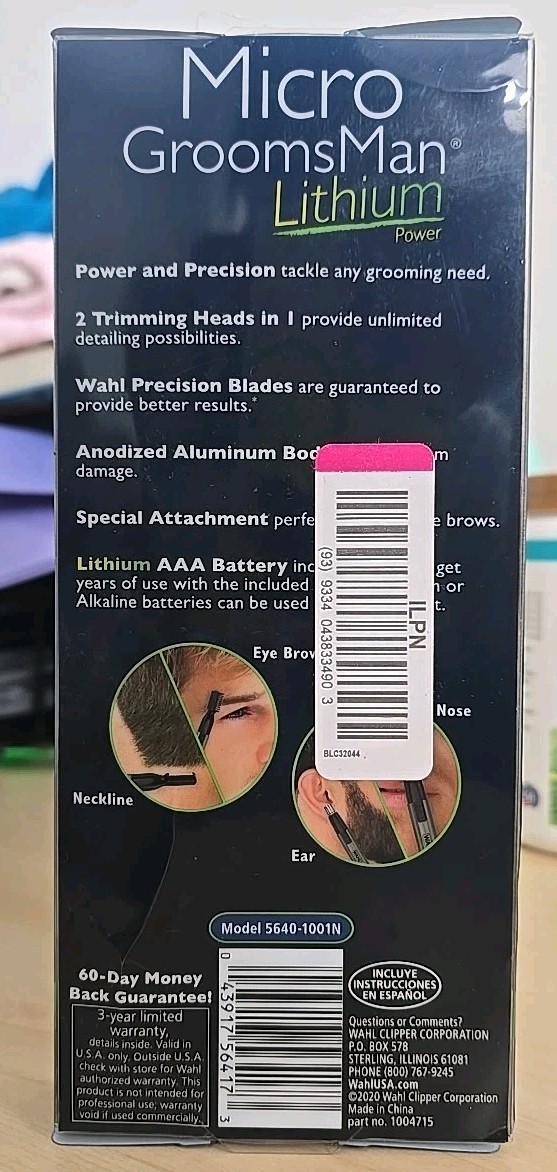 Micro
GroomsMan®
Lithium
Power
Power and Precision tackle any grooming need.
2 Trimming Heads in 1 provide unlimited
detailing possibilities.
Wahl Precision Blades are guaranteed to
provide better results.*
Anodized Aluminum
damage.
Special Attachment brows.
Lithium AAA Battery get
years of use with the included or
Alkaline batteries can be used
(93) 9334 043833490 3
ILPN
BLC32044
Eye
Nose
Neckline
Ear
Model 5640-1001N
60-Day Money
Back Guarantee!
3-year limited
warranty,
details inside. Valid in
U.S.A. only. Outside U.S.A.
check with store for Wahl
authorized warranty. This
product is not intended for
professional use; warranty
void if used commercially.
0 43917 56417 3
INCLUYE
INSTRUCCIONES
EN ESPAÑOL
Questions or Comments?
WAHL CLIPPER CORPORATION
P.O. BOX 578
STERLING, ILLINOIS 61081
PHONE (800) 767-9245
WahlUSA.com
©2020 Wahl Clipper Corporation
Made in China
part no. 1004715